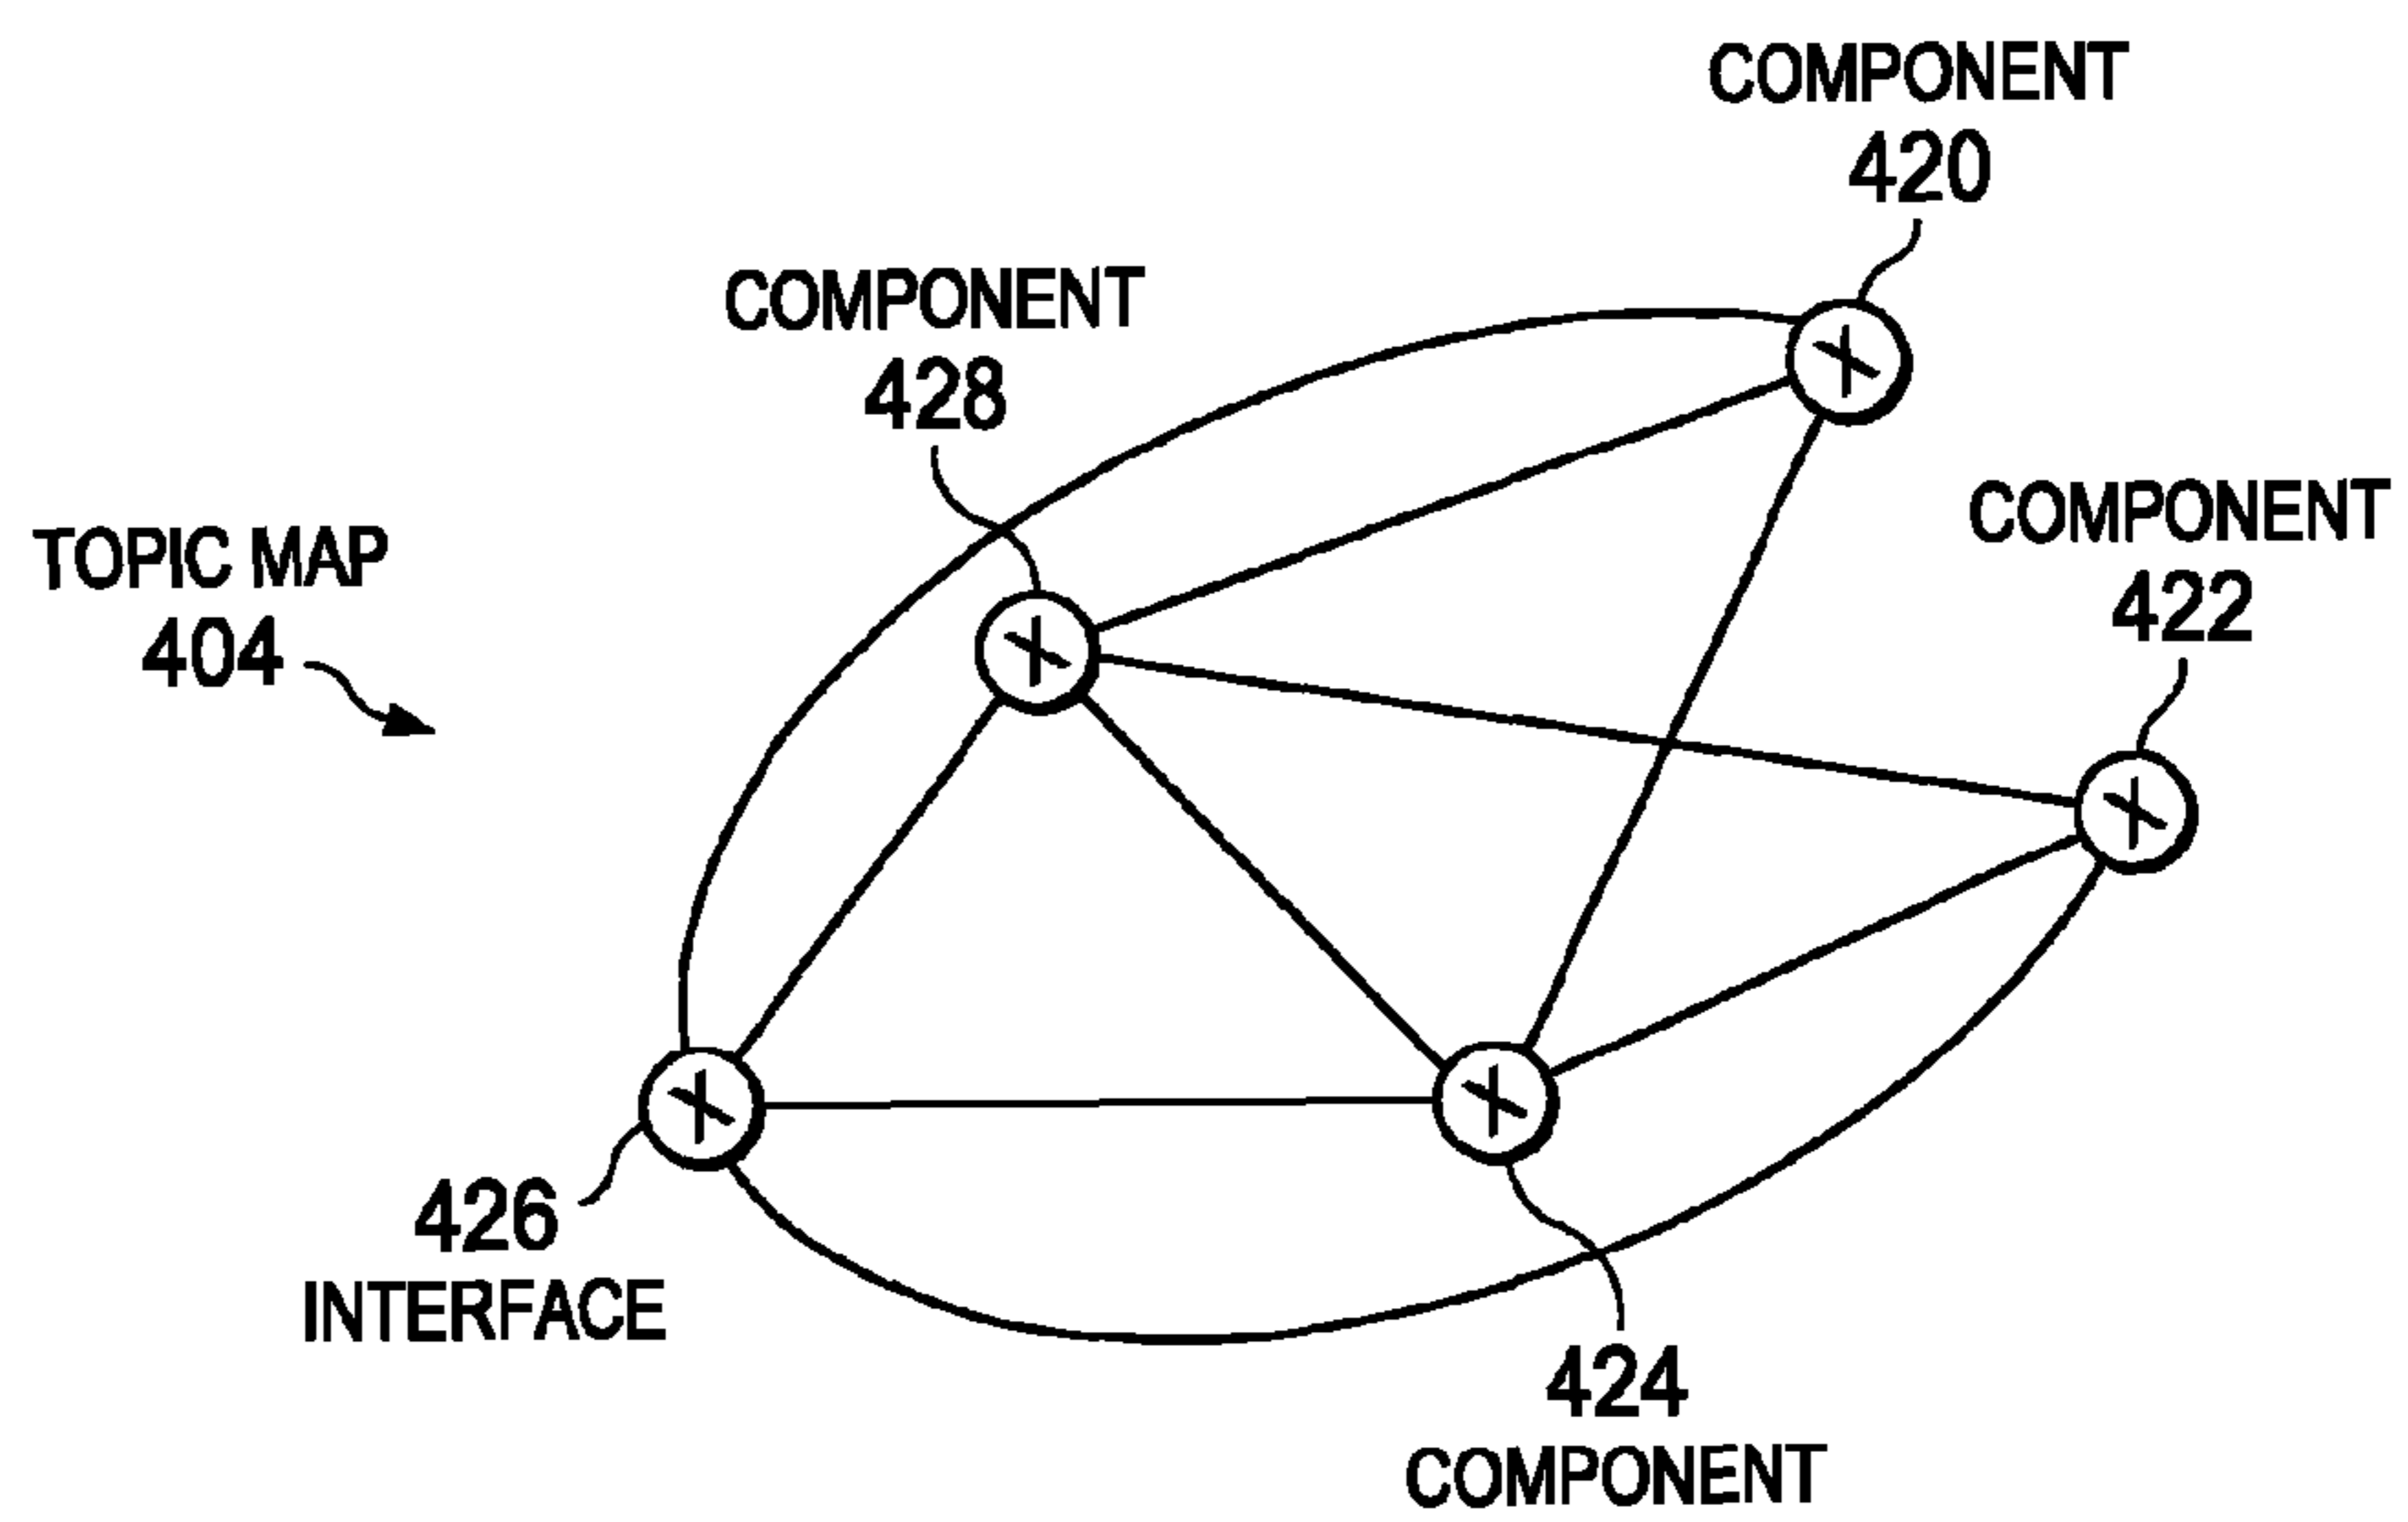 COMPONENT
420
COMPONENT
428
COMPONENT
422
TOPIC MAP
404
426
INTERFACE
424
COMPONENT